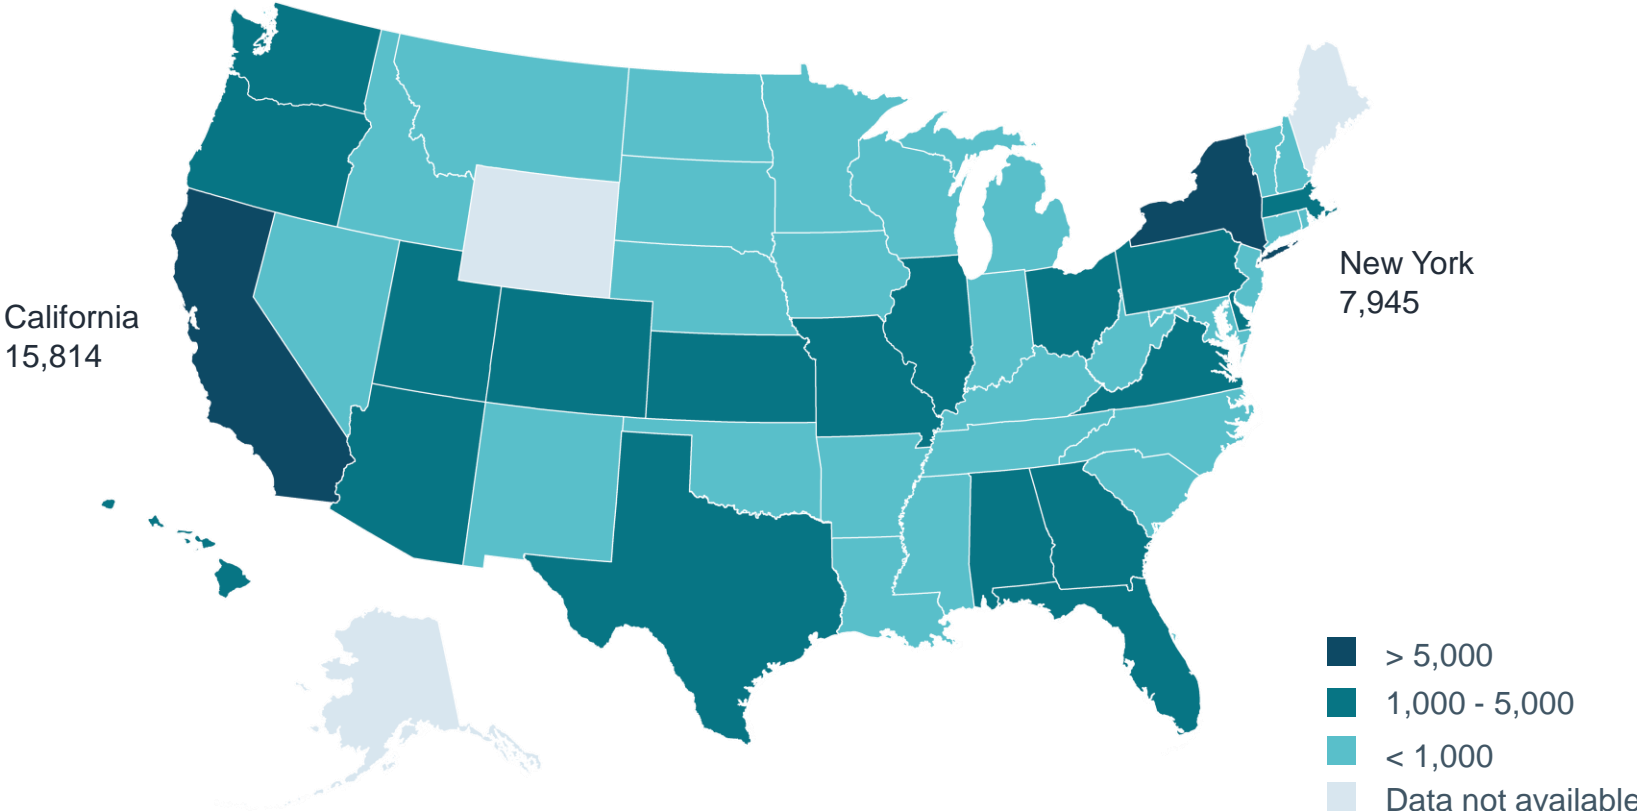 California
15,814
New York
7,945
> 5,000
1,000 - 5,000
< 1,000
Data not available